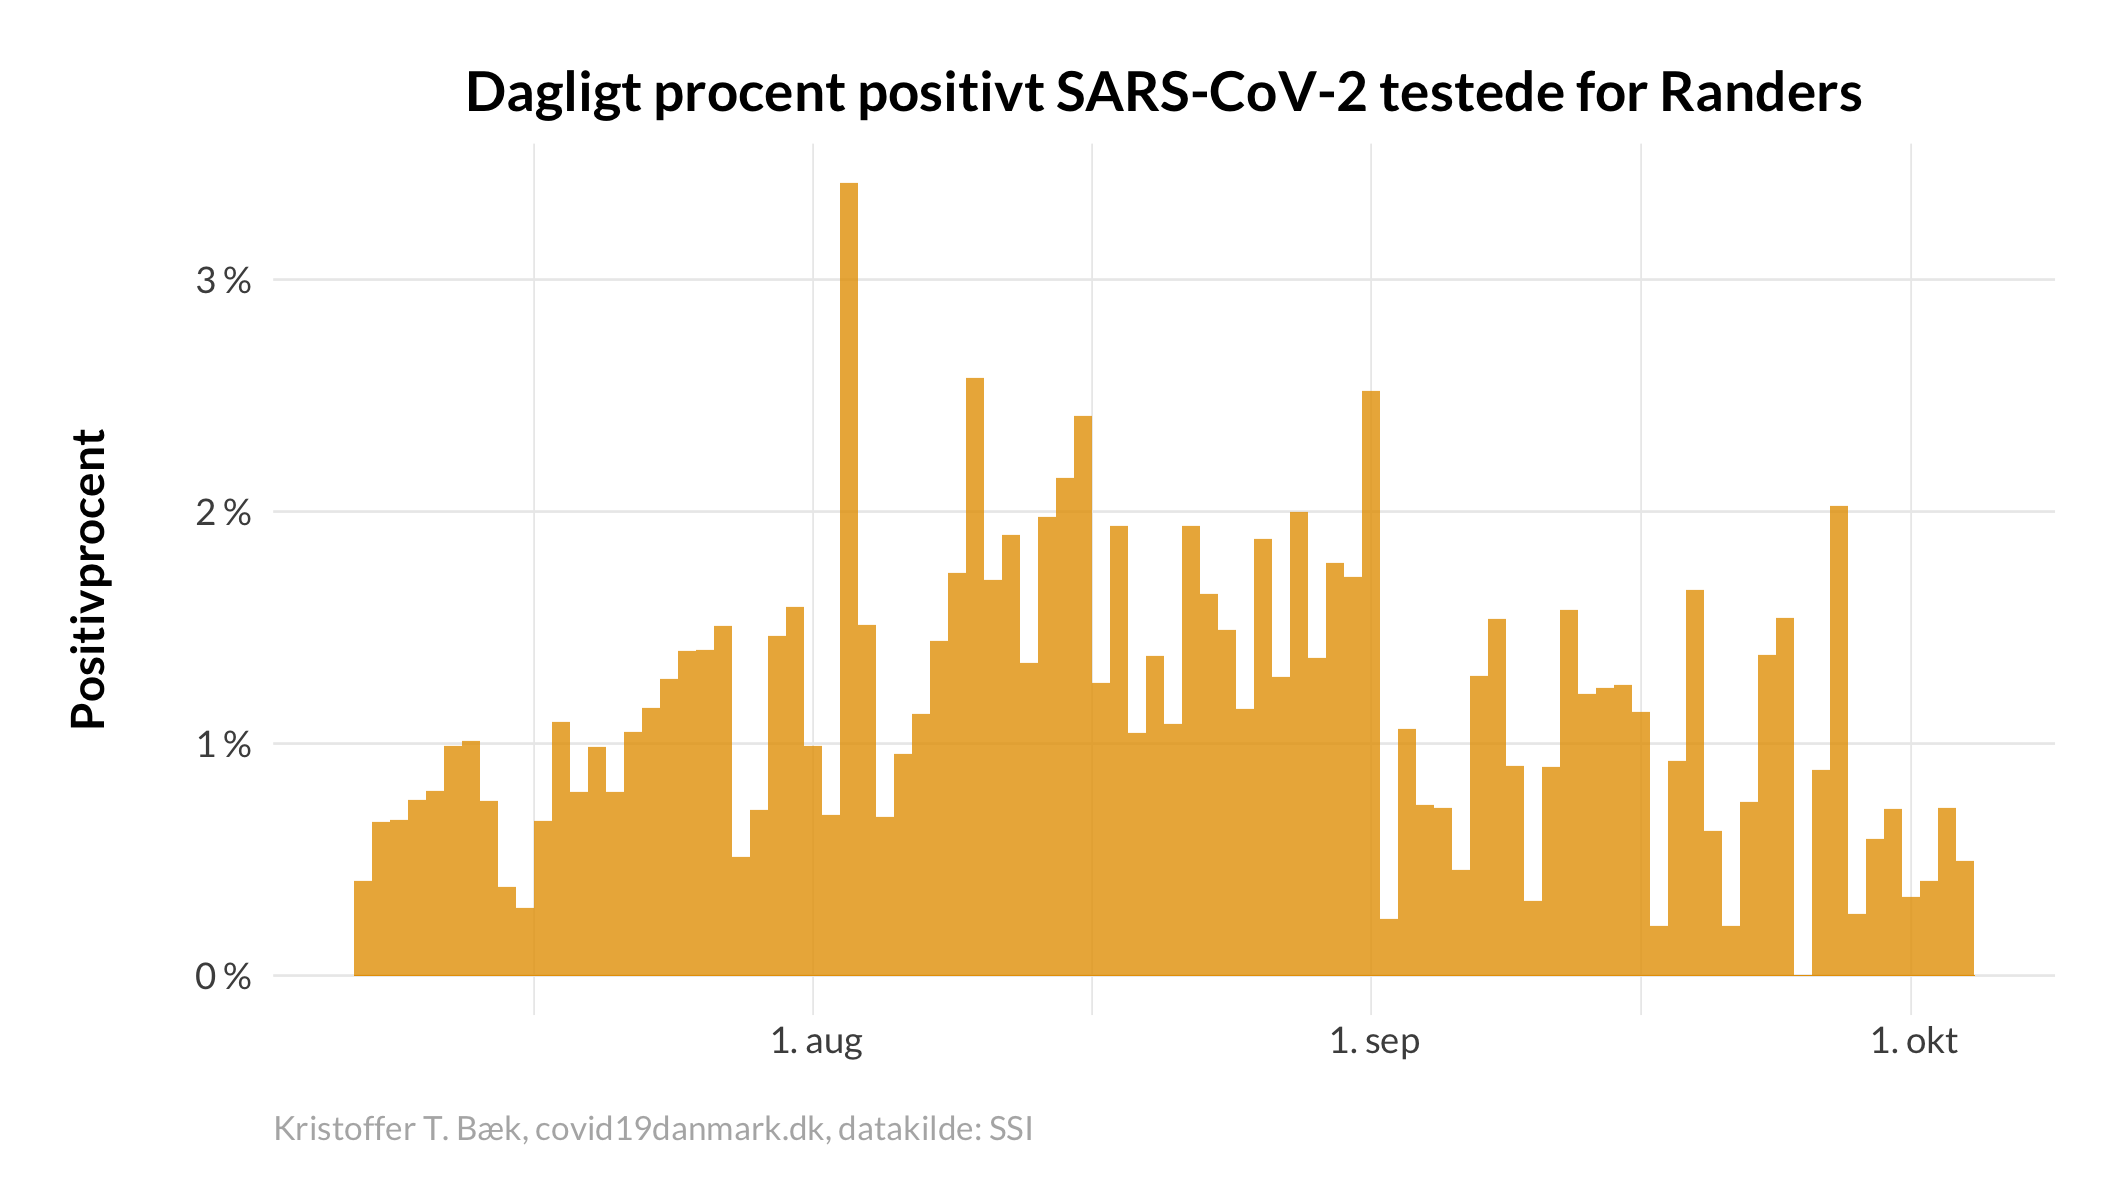 Dagligt procent positivt SARS-CoV-2 testede for Randers
Positivprocent
3 %
2 %
1 %
0 %
1. aug
1. sep
1. okt
Kristoffer T. Bæk, covid19danmark.dk, datakilde: SSI